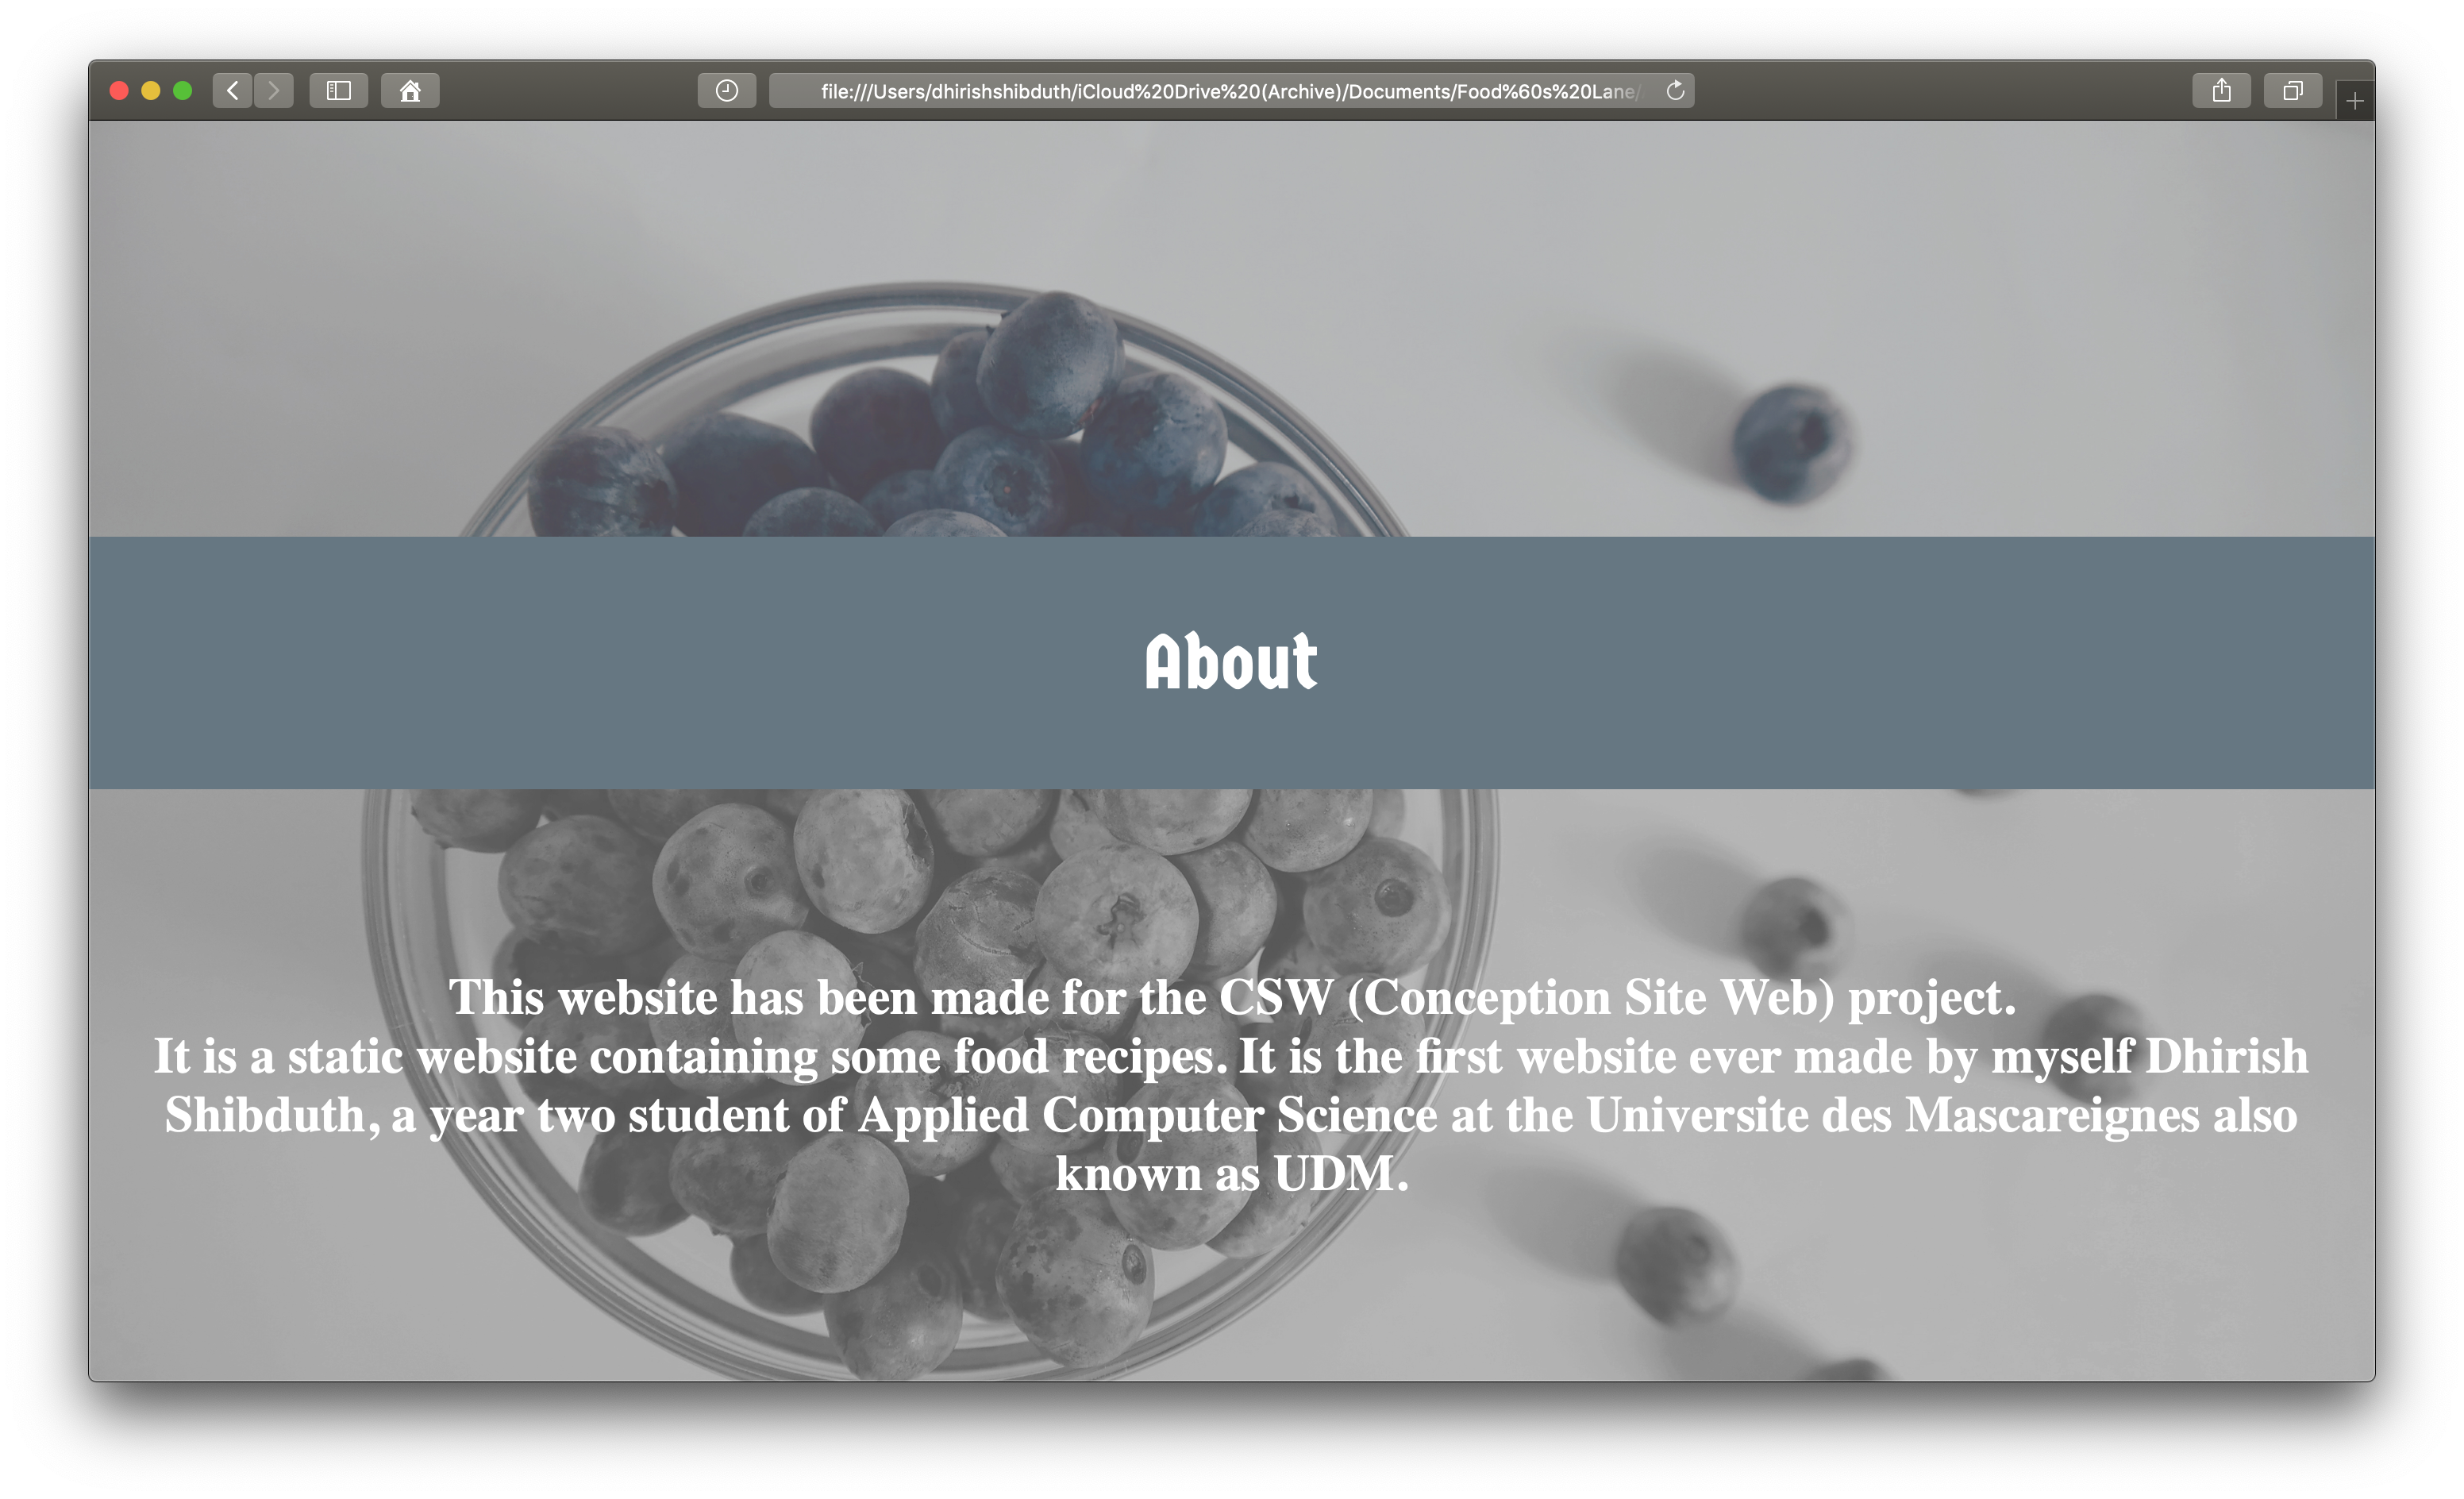 file:///Users/dhirishshibduth/iCloud%20Drive%20(Archive)/Documents/Food%60s%20Lane/
About
This website has been made for the CSW (Conception Site Web) project.
It is a static website containing some food recipes. It is the first website ever made by myself Dhirish
Shibduth, a year two student of Applied Computer Science at the Universite des Mascareignes also
known as UDM.